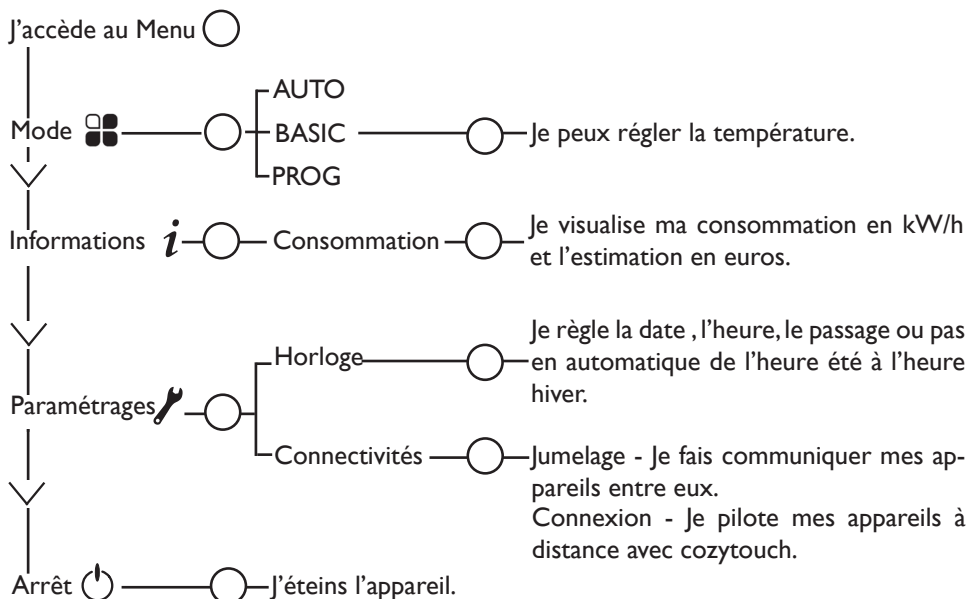 J'accède au Menu
AUTO
Mode
BASIC
Je peux régler la température.
PROG
Informations i
Consommation
Je visualise ma consommation en kW/h
et l'estimation en euros.
Horloge
Je règle la date , l'heure, le passage ou pas
en automatique de l'heure été à l'heure
hiver.
Paramétrages
Connectivités
Jumelage - Je fais communiquer mes ap-
pareils entre eux.
Connexion - Je pilote mes appareils à
distance avec cozytouch.
Arrêt
J'éteins l'appareil.